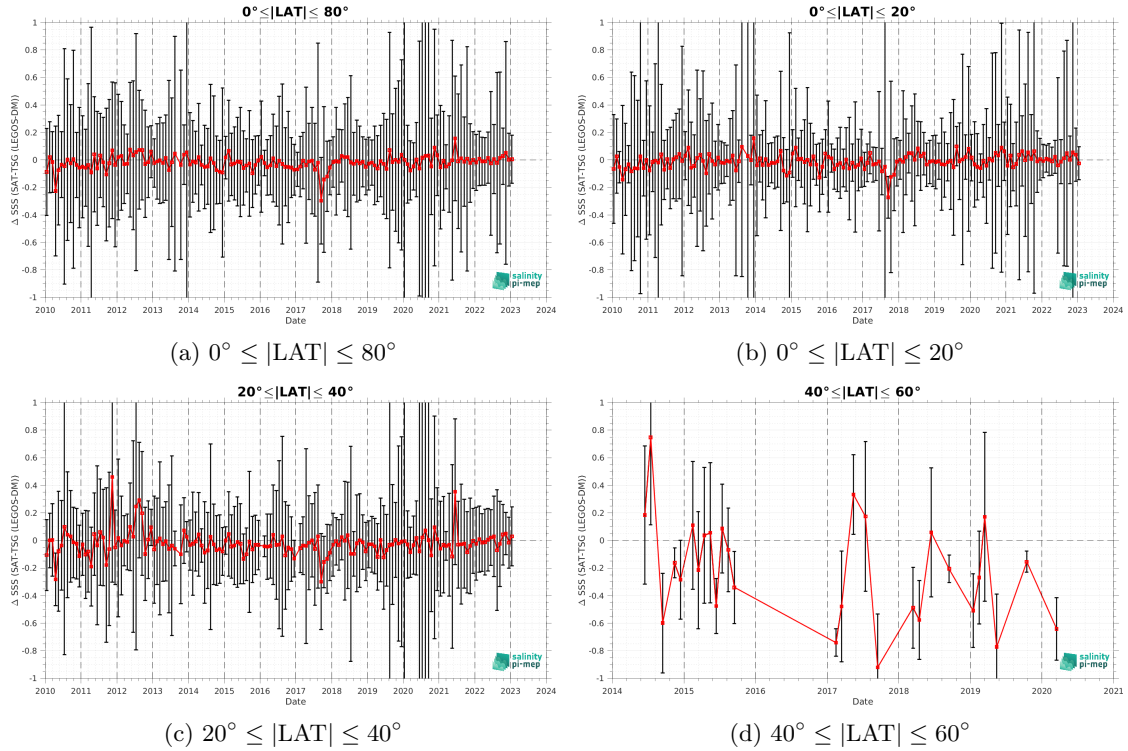 0°≤|LAT|≤ 80°
Δ SSS (SAT-TSG (LEGOS-DM))
1
0.8
0.6
0.4
0.2
0
-0.2
-0.4
-0.6
-0.8
-1
2010 2011 2012 2013 2014 2015 2016 2017 2018 2019 2020 2021 2022 2023 2024
Date
salinity
pi-mep
(a) 0° ≤ |LAT| ≤ 80°
0°≤|LAT|≤ 20°
Δ SSS (SAT-TSG (LEGOS-DM))
1
0.8
0.6
0.4
0.2
0
-0.2
-0.4
-0.6
-0.8
-1
2010 2011 2012 2013 2014 2015 2016 2017 2018 2019 2020 2021 2022 2023 2024
Date
salinity
pi-mep
(b) 0° ≤ |LAT| ≤ 20°
20°≤|LAT|≤ 40°
Δ SSS (SAT-TSG (LEGOS-DM))
1
0.8
0.6
0.4
0.2
0
-0.2
-0.4
-0.6
-0.8
-1
2010 2011 2012 2013 2014 2015 2016 2017 2018 2019 2020 2021 2022 2023 2024
Date
salinity
pi-mep
(c) 20° ≤ |LAT| ≤ 40°
40°≤|LAT|≤ 60°
Δ SSS (SAT-TSG (LEGOS-DM))
1
0.8
0.6
0.4
0.2
0
-0.2
-0.4
-0.6
-0.8
-1
2014 2015 2016 2017 2018 2019 2020 2021
Date
salinity
pi-mep
(d) 40° ≤ |LAT| ≤ 60°